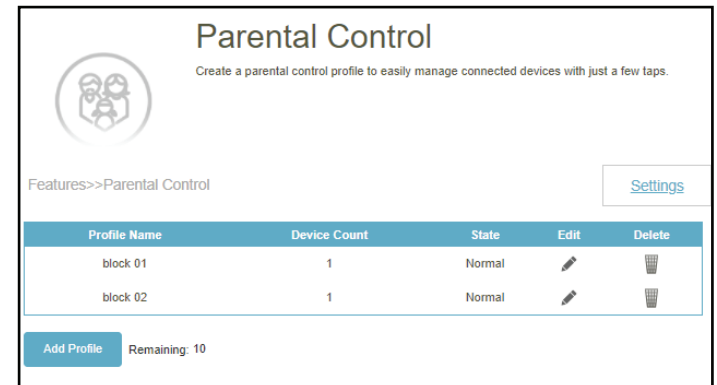 Parental Control
Create a parental control profile to easily manage connected devices with just a few taps.
Features>>Parental Control
Settings
Profile Name Device Count State Edit Delete
block 01 1 Normal
block 02 1 Normal
Add Profile Remaining: 10